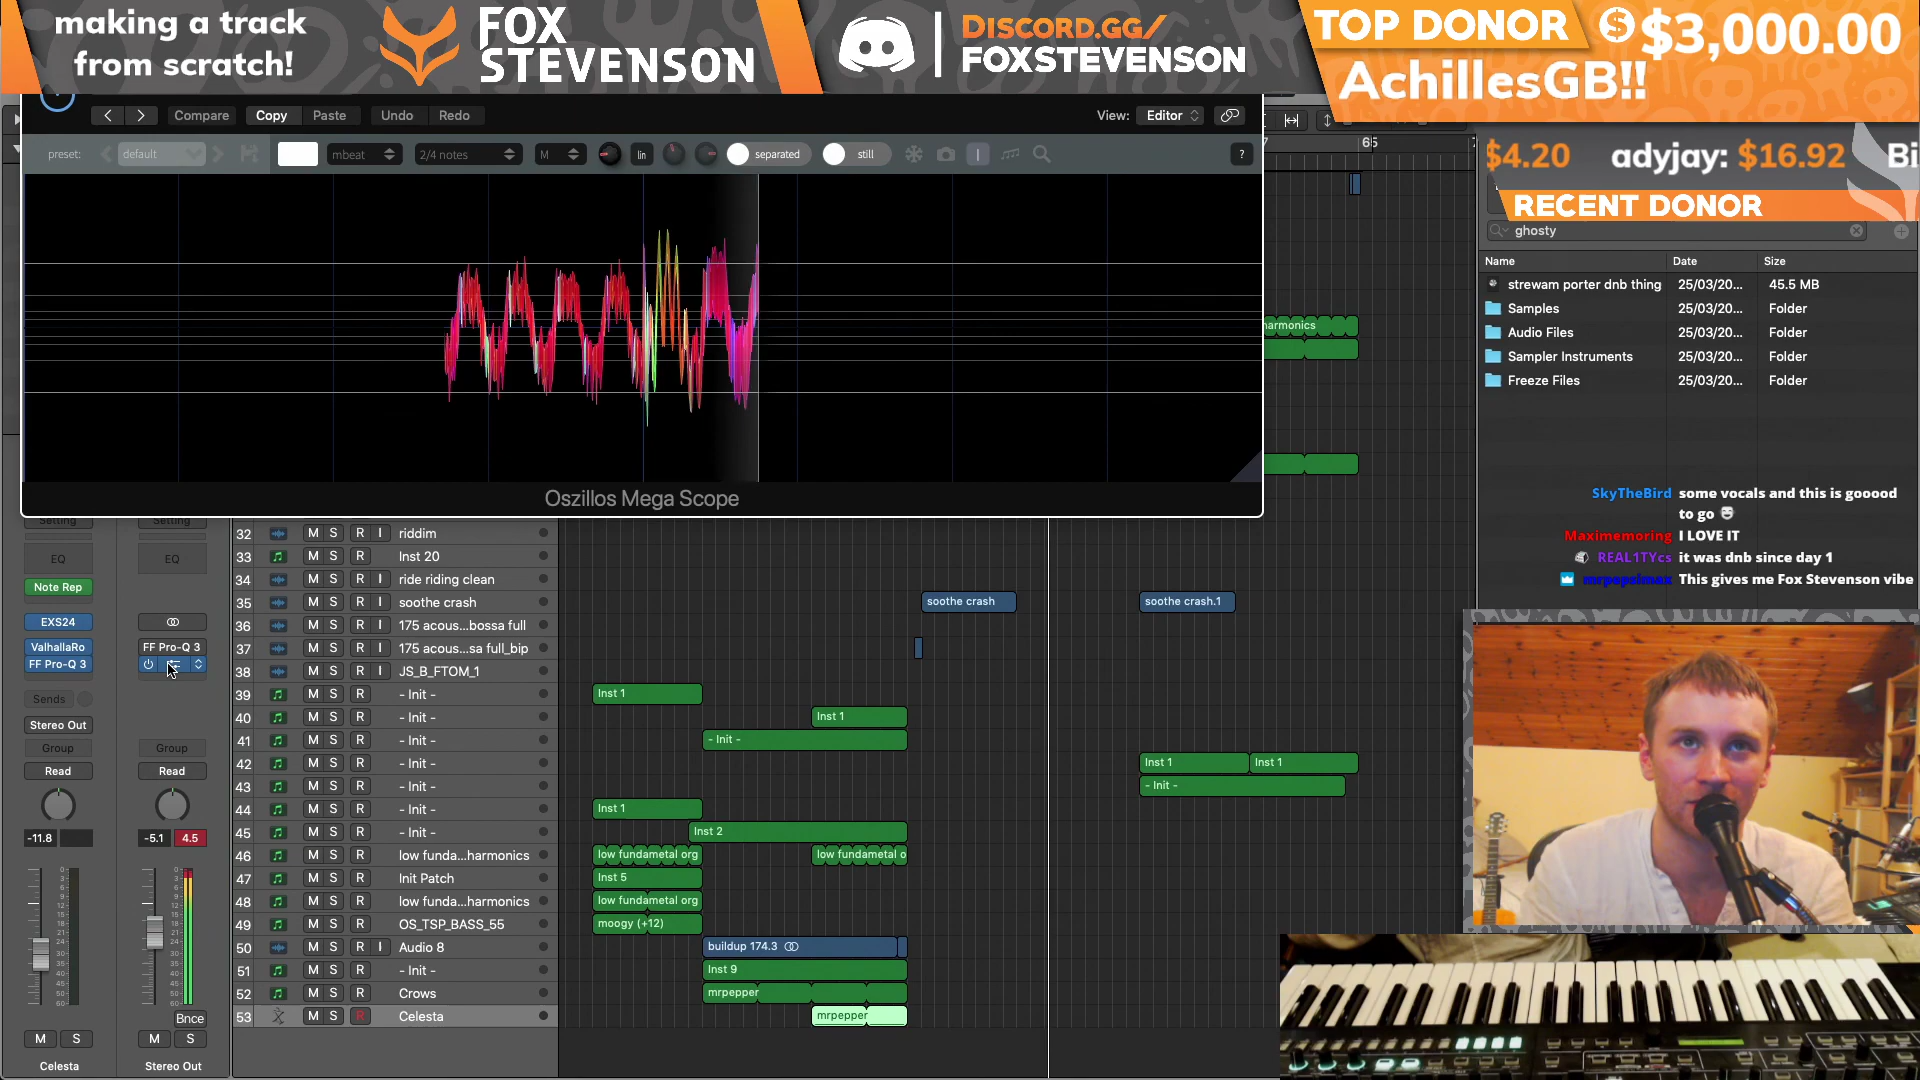 making a track
from scratch!
FOX
STEVENSON
DISCORD.GG/
FOXSTEVENSON
TOP DONOR $ $3,000.00
AchillesGB!!
$4.20 adyjay: $16.92 Bi
RECENT DONOR
Compare Copy Paste Undo Redo View: Editor
preset: default mbeat 2/4 notes M lin separated still ?
65
Oszillos Mega Scope
ghosty
Name Date Size
strewam porter dnb thing 25/03/20... 45.5 MB
Samples 25/03/20... Folder
Audio Files 25/03/20... Folder
Sampler Instruments 25/03/20... Folder
Freeze Files 25/03/20... Folder
harmonics
SkyTheBird some vocals and this is gooood
to go
Maximemoring I LOVE IT
REAL1TYcs it was dnb since day 1
mrpepsimax This gives me Fox Stevenson vibe
Setting Setting
EQ EQ
Note Rep
EXS24
ValhallaRo FF Pro-Q 3
FF Pro-Q 3
Sends
Stereo Out
Group Group
Read Read
-11.8 -5.1 4.5
Bnce
M S M S
Celesta Stereo Out
32 M S R I riddim
33 M S R Inst 20
34 M S R I ride riding clean
35 M S R I soothe crash soothe crash soothe crash.1
36 M S R I 175 acous...bossa full
37 M S R I 175 acous...sa full_bip
38 M S R I JS_B_FTOM_1
39 M S R - Init - Inst 1
40 M S R - Init - Inst 1
41 M S R - Init - - Init -
42 M S R - Init - Inst 1 Inst 1
43 M S R - Init - - Init -
44 M S R - Init - Inst 1
45 M S R - Init - Inst 2
46 M S R low funda...harmonics low fundametal org low fundametal o
47 M S R Init Patch Inst 5
48 M S R low funda...harmonics low fundametal org
49 M S R OS_TSP_BASS_55 moogy (+12)
50 M S R I Audio 8 buildup 174.3
51 M S R - Init - Inst 9
52 M S R Crows mrpepper
53 M S R Celesta mrpepper